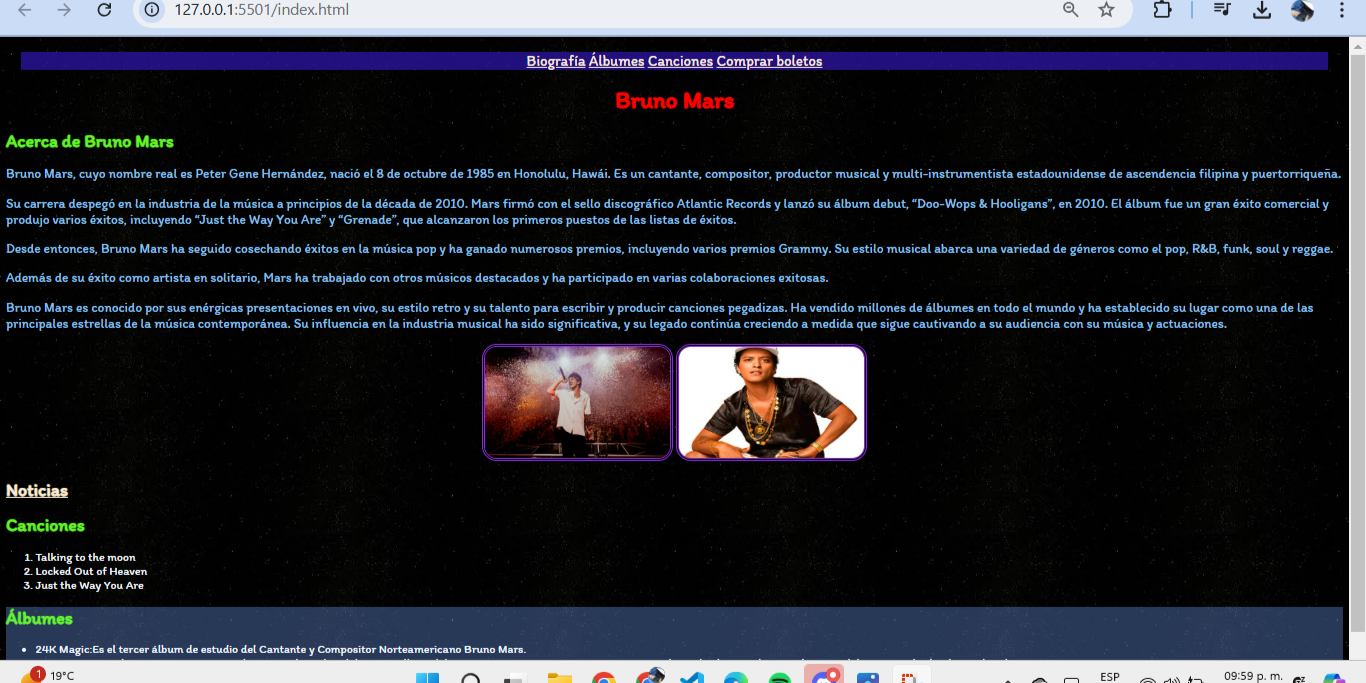 127.0.0.1:5501/index.html
Biografía Álbumes Canciones Comprar boletos
Bruno Mars
Acerca de Bruno Mars
Bruno Mars, cuyo nombre real es Peter Gene Hernández, nació el 8 de octubre de 1985 en Honolulu, Hawái. Es un cantante, compositor, productor musical y multi-instrumentista estadounidense de ascendencia filipina y puertorriqueña.
Su carrera despegó en la industria de la música a principios de la década de 2010. Mars firmó con el sello discográfico Atlantic Records y lanzó su álbum debut, “Doo-Wops & Hooligans”, en 2010. El álbum fue un gran éxito comercial y
produjo varios éxitos, incluyendo “Just the Way You Are” y “Grenade”, que alcanzaron los primeros puestos de las listas de éxitos.
Desde entonces, Bruno Mars ha seguido cosechando éxitos en la música pop y ha ganado numerosos premios, incluyendo varios premios Grammy. Su estilo musical abarca una variedad de géneros como el pop, R&B, funk, soul y reggae.
Además de su éxito como artista en solitario, Mars ha trabajado con otros músicos destacados y ha participado en varias colaboraciones exitosas.
Bruno Mars es conocido por sus enérgicas presentaciones en vivo, su estilo retro y su talento para escribir y producir canciones pegadizas. Ha vendido millones de álbumes en todo el mundo y ha establecido su lugar como una de las
principales estrellas de la música contemporánea. Su influencia en la industria musical ha sido significativa, y su legado continúa creciendo a medida que sigue cautivando a su audiencia con su música y actuaciones.
Noticias
Canciones
1. Talking to the moon
2. Locked Out of Heaven
3. Just the Way You Are
Álbumes
• 24K Magic:Es el tercer álbum de estudio del Cantante y Compositor Norteamericano Bruno Mars.
1
19°C
ESP
09:59 p. m.